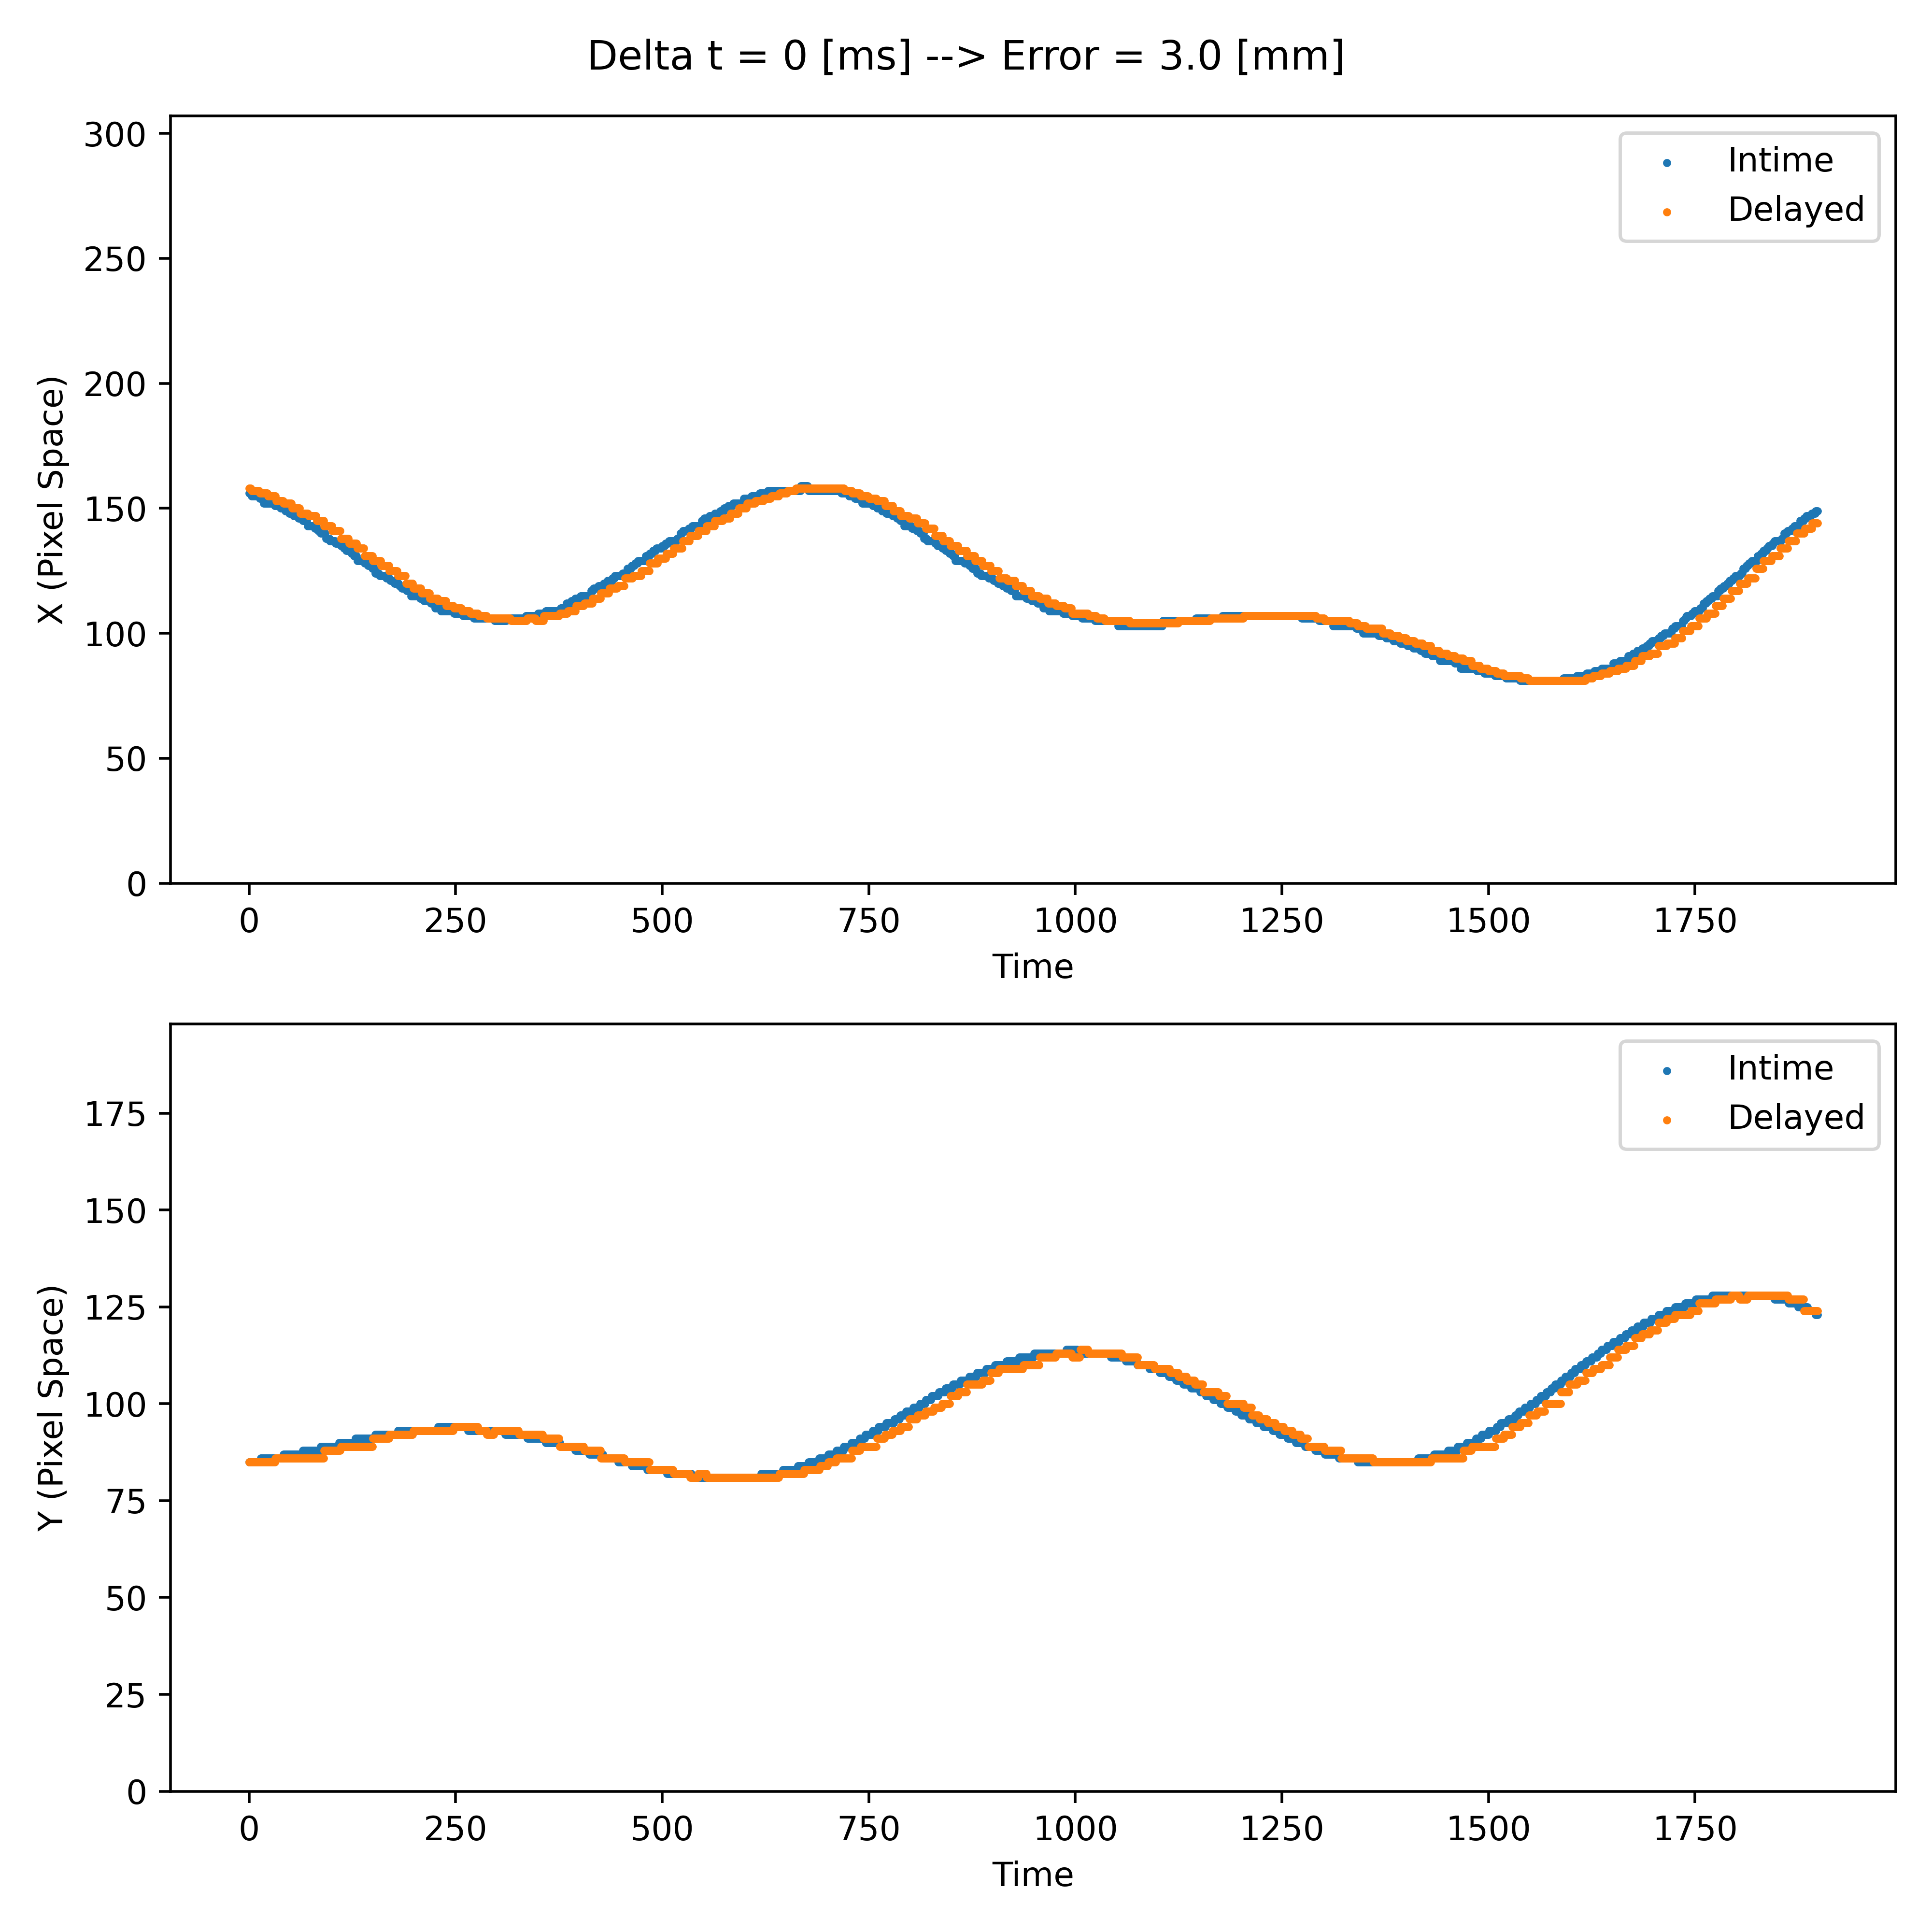 Delta t = 0 [ms] --> Error = 3.0 [mm]
300
250
200
150
100
50
0
X (Pixel Space)
Intime
Delayed
0 250 500 750 1000 1250 1500 1750
Time
175
150
125
100
75
50
25
0
Y (Pixel Space)
Intime
Delayed
0 250 500 750 1000 1250 1500 1750
Time